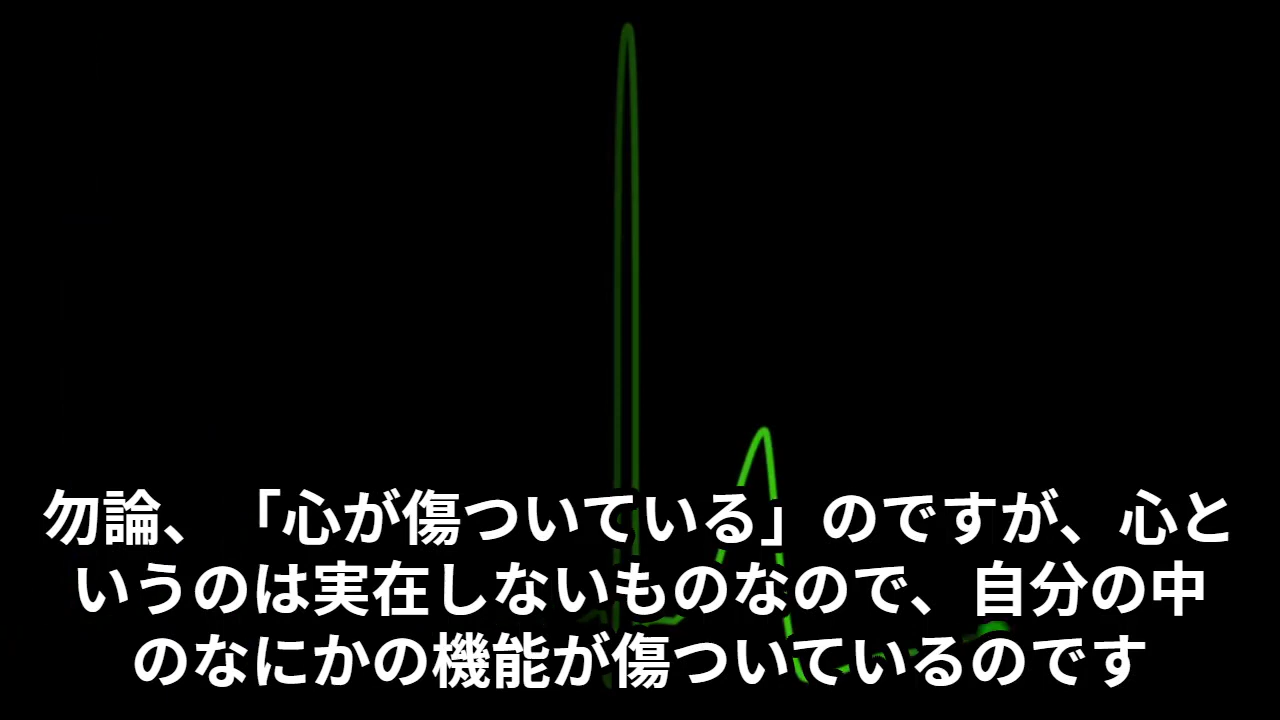 勿論、「心が傷ついている」のですが、心と
いうのは実在しないものなので、自分の中
のなにかの機能が傷ついているのです